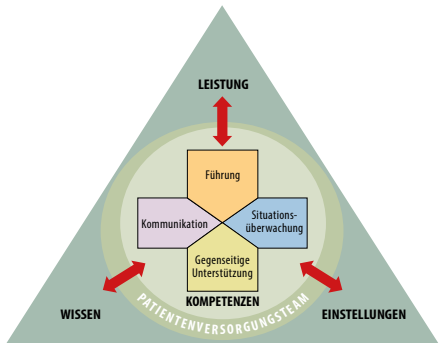 LEISTUNG
Führung
Kommunikation
Situations-
überwachung
Gegenseitige
Unterstützung
KOMPETENZEN
PATIENTENVERSORGUNGSTEAM
WISSEN
EINSTELLUNGEN